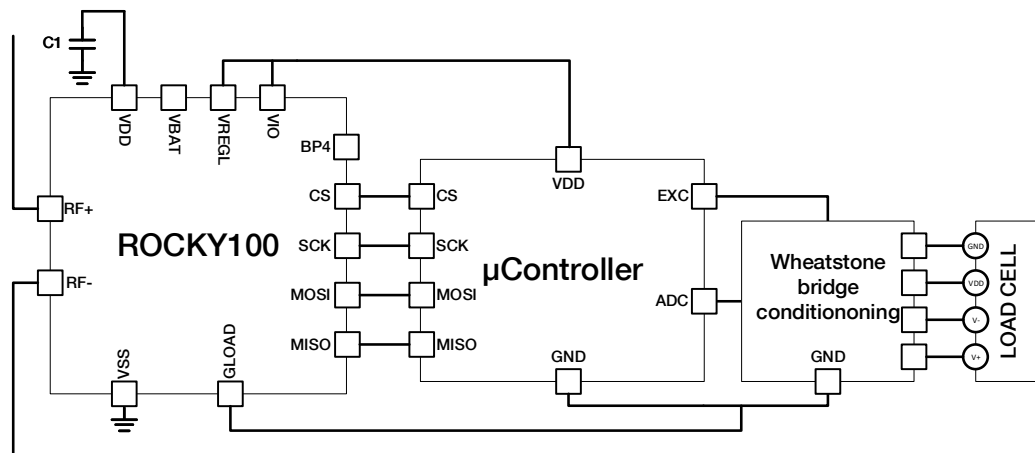 C1
VDD
VBAT
VREGL
VIO
BP4
VDD
CS
CS
EXC
RF+
ROCKY100
SCK
SCK
GND
RF-
µController
Wheatstone
bridge
conditiononing
VDD
LOAD CELL
MOSI
MOSI
ADC
V-
MISO
MISO
V+
VSS
GLOAD
GND
GND